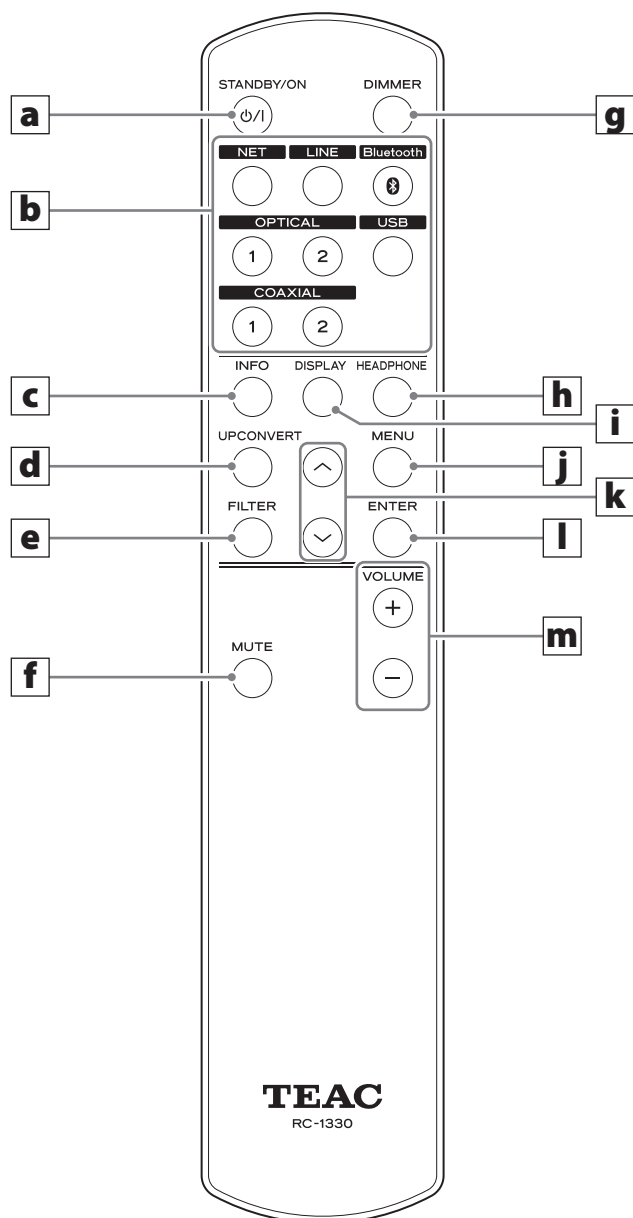 STANDBY/ON DIMMER
a ⏻/I g
NET LINE Bluetooth
b
OPTICAL USB
1 2
COAXIAL
1 2
INFO DISPLAY HEADPHONE
c h
i
UPCONVERT MENU
d j
k
FILTER ENTER
e l
VOLUME
+
m
MUTE
f −
TEAC
RC-1330